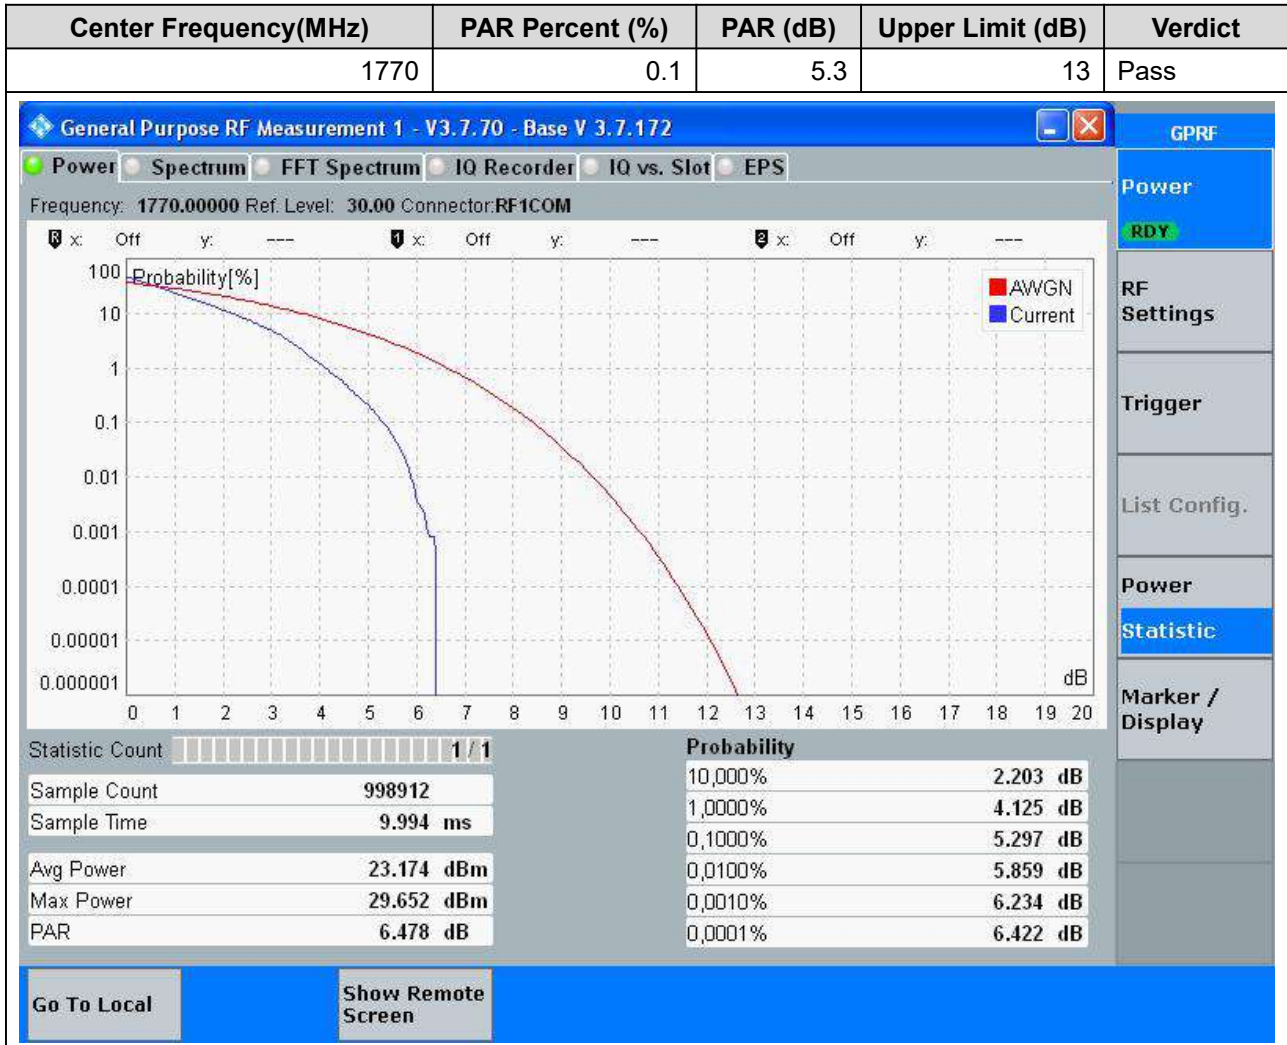 Center Frequency(MHz) PAR Percent (%) PAR (dB) Upper Limit (dB) Verdict
1770 0.1 5.3 13 Pass
General Purpose RF Measurement 1 - V3.7.70 - Base V 3.7.172
GPRF
Power Spectrum FFT Spectrum IQ Recorder IQ vs. Slot EPS
Frequency: 1770.00000 Ref. Level: 30.00 Connector:RF1COM
R x: Off y: --- 1 x: Off y: --- 2 x: Off y: ---
Probability[%]
AWGN
Current
100
10
1
0.1
0.01
0.001
0.0001
0.00001
0.000001
dB
0 1 2 3 4 5 6 7 8 9 10 11 12 13 14 15 16 17 18 19 20
Statistic Count 1 / 1
Sample Count 998912
Sample Time 9.994 ms
Avg Power 23.174 dBm
Max Power 29.652 dBm
PAR 6.478 dB
Probability
10,000% 2.203 dB
1,0000% 4.125 dB
0,1000% 5.297 dB
0,0100% 5.859 dB
0,0010% 6.234 dB
0,0001% 6.422 dB
Power
RDY
RF
Settings
Trigger
List Config.
Power
Statistic
Marker /
Display
Go To Local
Show Remote
Screen